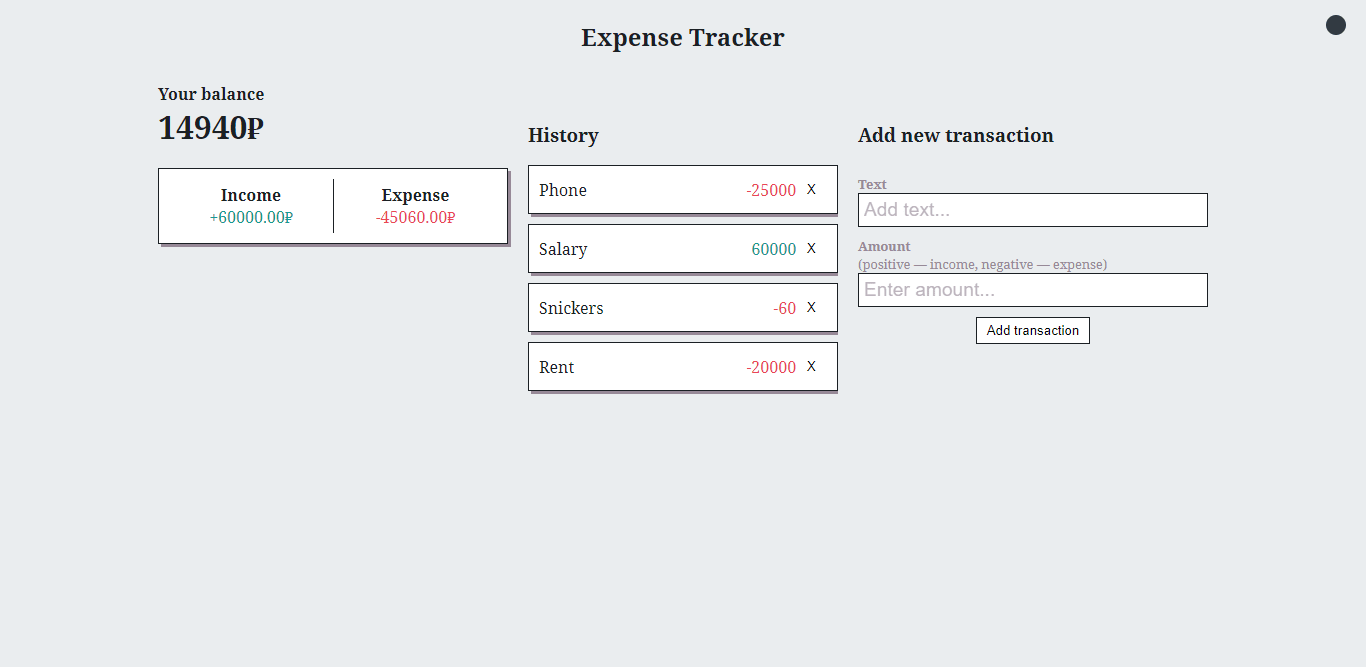 Expense Tracker
Your balance
14940₽
Income
+60000.00₽
Expense
-45060.00₽
History
Phone -25000 X
Salary 60000 X
Snickers -60 X
Rent -20000 X
Add new transaction
Text
Add text...
Amount
(positive — income, negative — expense)
Enter amount...
Add transaction